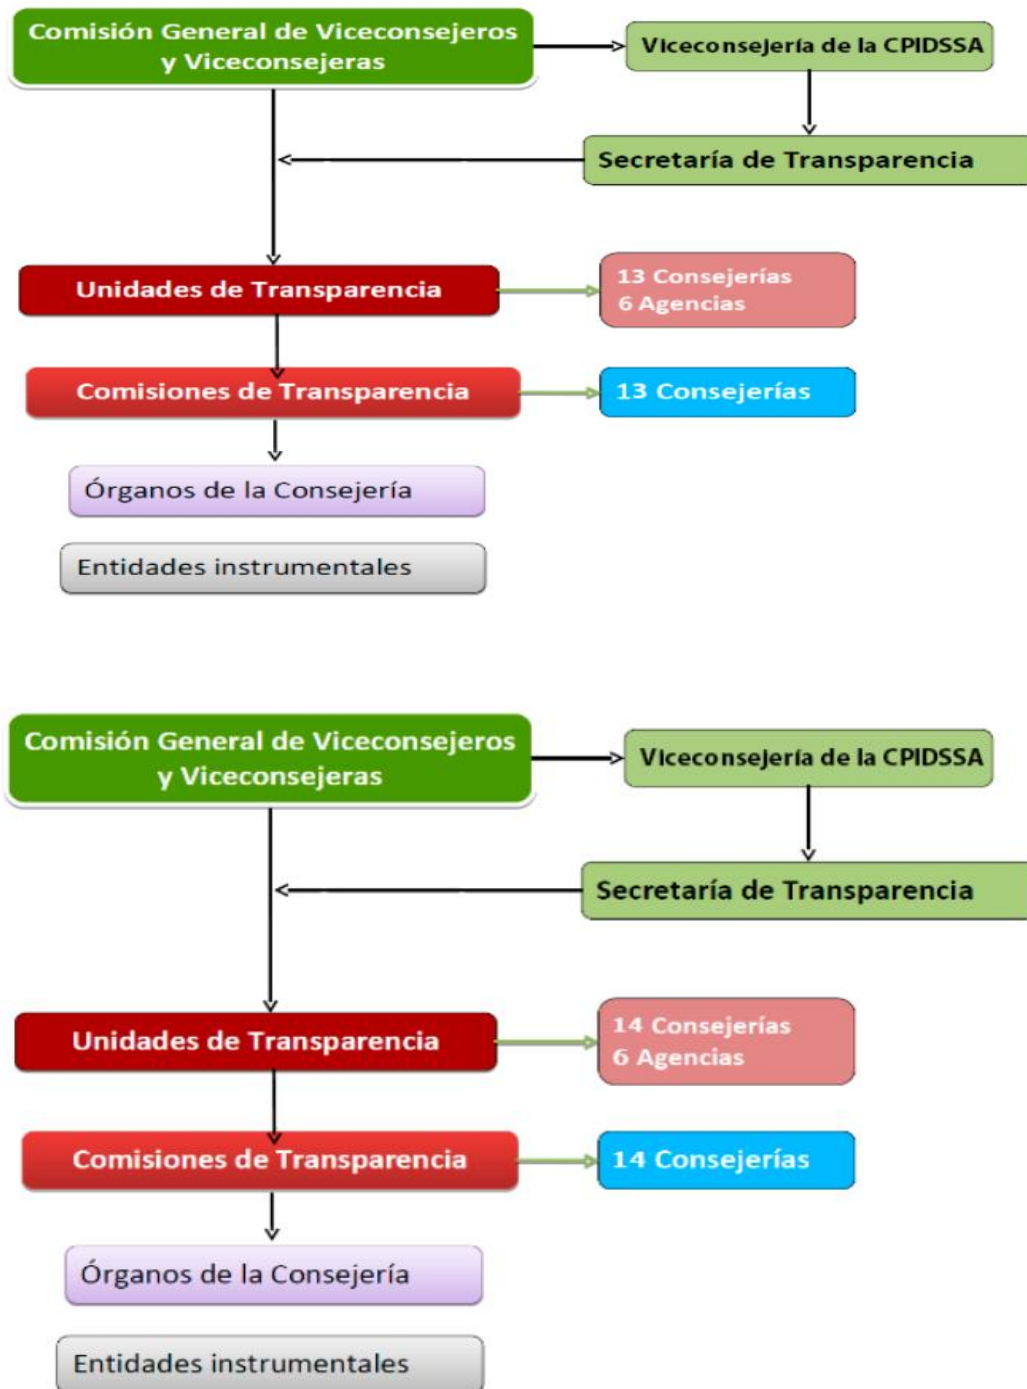 Comisión General de Viceconsejeros
y Viceconsejeras
Viceconsejería de la CPIDSSA
Secretaría de Transparencia
Unidades de Transparencia
13 Consejerías
6 Agencias
Comisiones de Transparencia
13 Consejerías
Órganos de la Consejería
Entidades instrumentales
Comisión General de Viceconsejeros
y Viceconsejeras
Viceconsejería de la CPIDSSA
Secretaría de Transparencia
Unidades de Transparencia
14 Consejerías
6 Agencias
Comisiones de Transparencia
14 Consejerías
Órganos de la Consejería
Entidades instrumentales